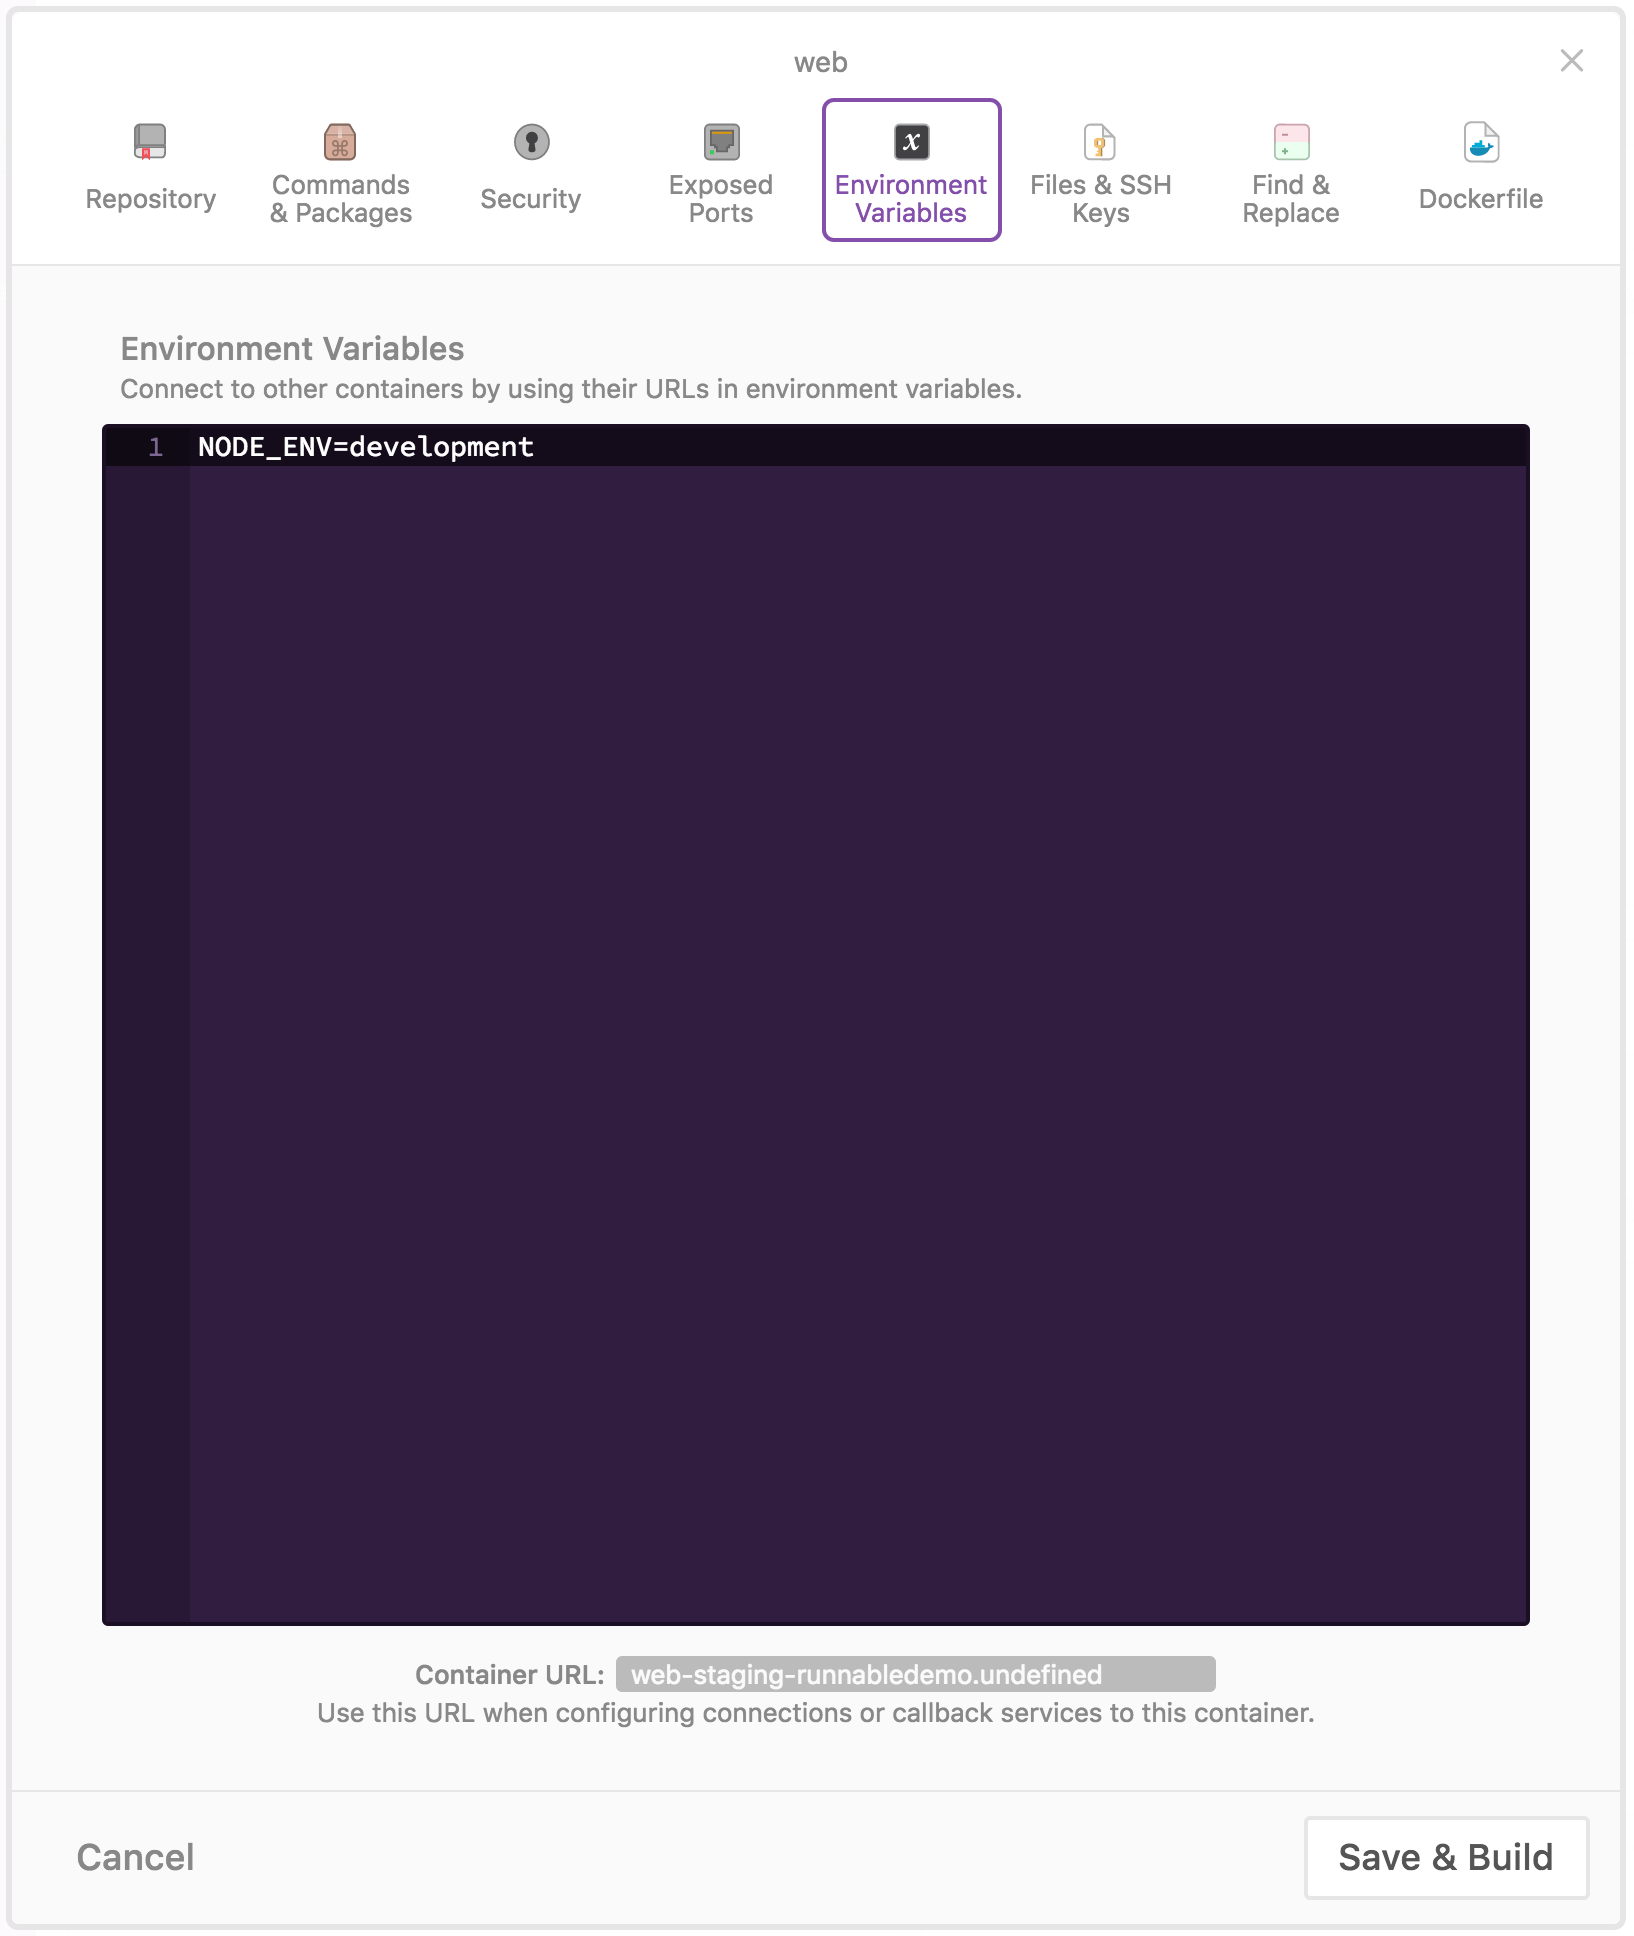 web
Repository
Commands
& Packages
Security
Exposed
Ports
x
Environment
Variables
Files & SSH
Keys
Find &
Replace
Dockerfile
Environment Variables
Connect to other containers by using their URLs in environment variables.
1 NODE_ENV=development
Container URL: web-staging-runnabledemo.undefined
Use this URL when configuring connections or callback services to this container.
Cancel
Save & Build